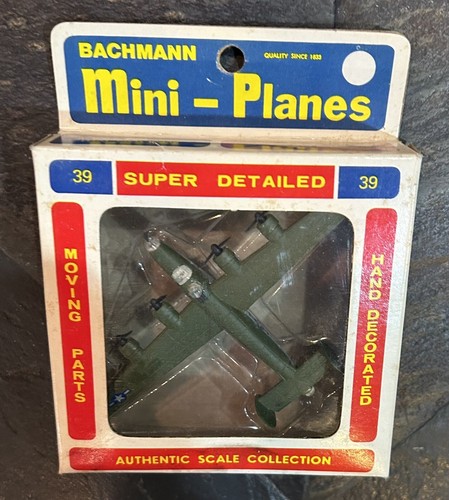 BACHMANN
QUALITY SINCE 1833
Mini - Planes
39 SUPER DETAILED 39
MOVING PARTS
HAND DECORATED
AUTHENTIC SCALE COLLECTION